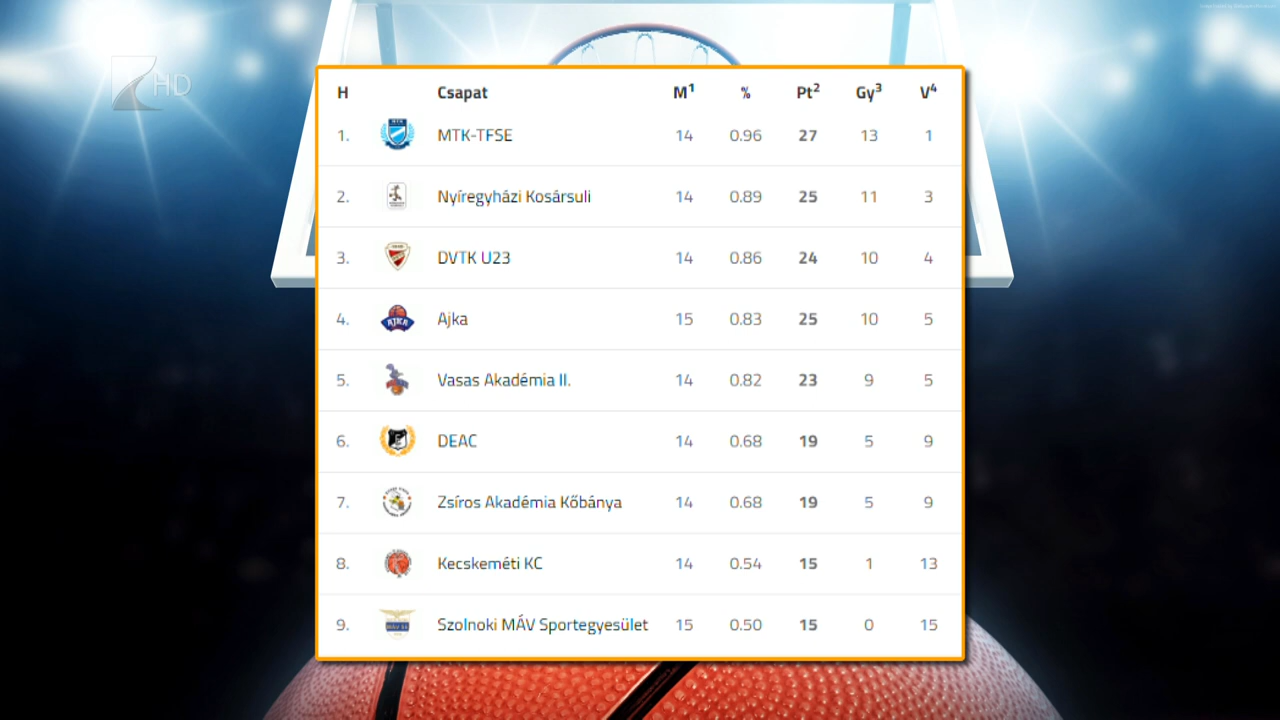 HD
H Csapat M¹ % Pt² Gy³ V⁴
1. MTK-TFSE 14 0.96 27 13 1
2. Nyíregyházi Kosársuli 14 0.89 25 11 3
3. DVTK U23 14 0.86 24 10 4
4. AJKA Ajka 15 0.83 25 10 5
5. Vasas Akadémia II. 14 0.82 23 9 5
6. DEAC 14 0.68 19 5 9
7. Zsíros Akadémia Kőbánya 14 0.68 19 5 9
8. Kecskeméti KC 14 0.54 15 1 13
9. Szolnoki MÁV Sportegyesület 15 0.50 15 0 15